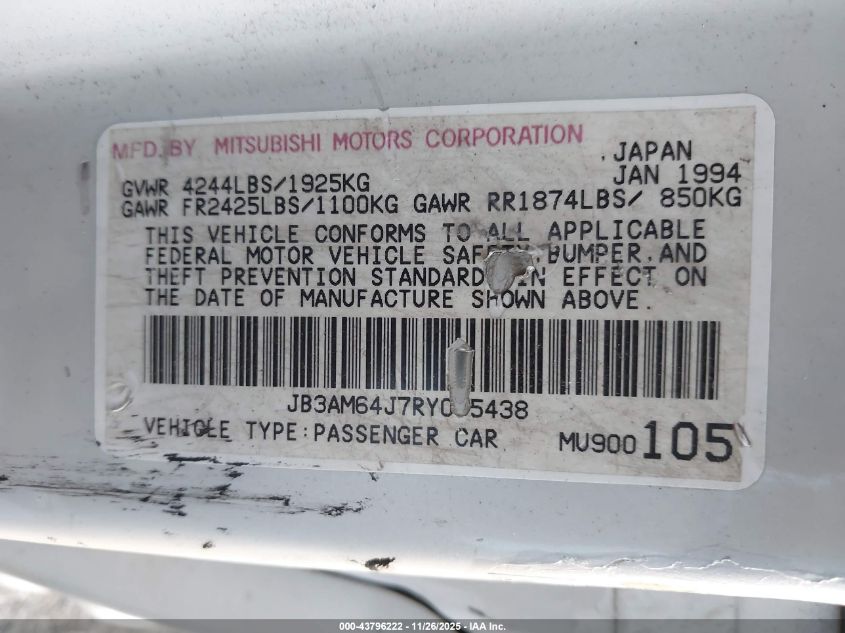 MFD. BY MITSUBISHI MOTORS CORPORATION
JAPAN
GVWR 4244LBS/1925KG JAN 1994
GAWR FR2425LBS/1100KG GAWR RR1874LBS/ 850KG
THIS VEHICLE CONFORMS TO ALL APPLICABLE
FEDERAL MOTOR VEHICLE BUMPER AND
THEFT PREVENTION IN EFFECT ON
THE DATE OF MANUFACTURE SHOWN ABOVE.
VEHICLE TYPE:PASSENGER CAR MU900 105
000-43796222 - 11/26/2025 - IAA Inc.